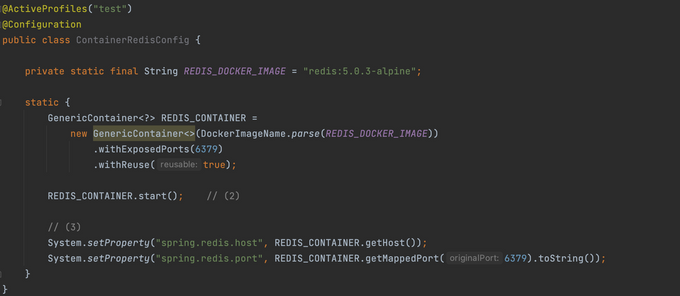 @ActiveProfiles("test")
@Configuration
public class ContainerRedisConfig {
private static final String REDIS_DOCKER_IMAGE = "redis:5.0.3-alpine";
static {
GenericContainer<?> REDIS_CONTAINER =
new GenericContainer<>(DockerImageName.parse(REDIS_DOCKER_IMAGE))
.withExposedPorts(6379)
.withReuse( reusable: true);
REDIS_CONTAINER.start();    // (2)
// (3)
System.setProperty("spring.redis.host", REDIS_CONTAINER.getHost());
System.setProperty("spring.redis.port", REDIS_CONTAINER.getMappedPort( originalPort: 6379).toString());
}
}